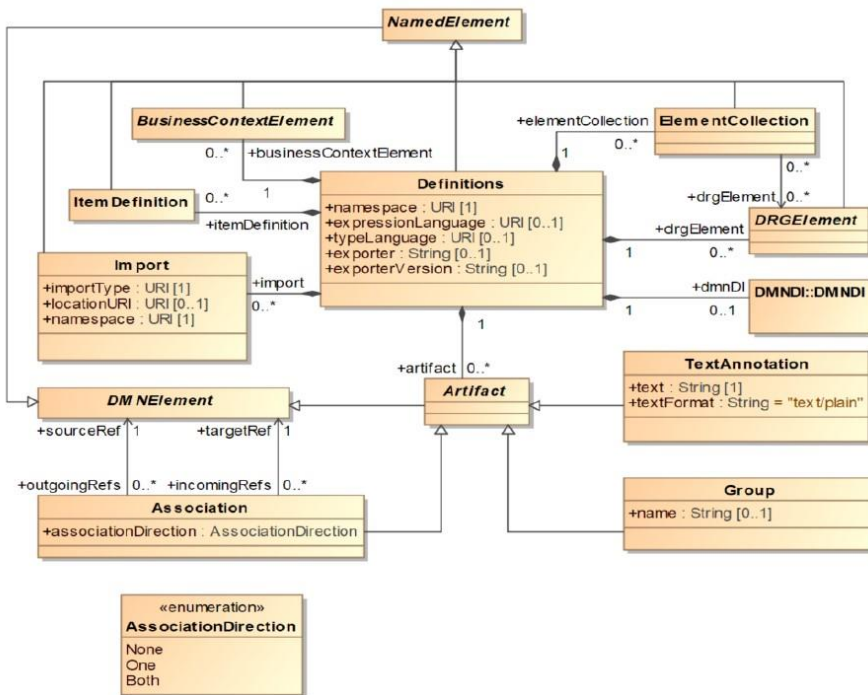 NamedElement
BusinessContextElement
0..*
+businessContextElement
1
+elementCollection
1
0..*
ElementCollection
0..*
+drgElement
0..*
ItemDefinition
0..*
+itemDefinition
Definitions
+namespace : URI [1]
+expressionLanguage : URI [0..1]
+typeLanguage : URI [0..1]
+exporter : String [0..1]
+exporterVersion : String [0..1]
+drgElement
1
0..*
DRGElement
Import
+importType : URI [1]
+locationURI : URI [0..1]
+namespace : URI [1]
+import
0..*
+dmnDI
1
0..1
DMNDI::DMNDI
1
+artifact
0..*
DMNElement
Artifact
TextAnnotation
+text : String [1]
+textFormat : String = "text/plain"
+sourceRef
1
+targetRef
1
+outgoingRefs
0..*
+incomingRefs
0..*
Association
+associationDirection : AssociationDirection
Group
+name : String [0..1]
«enumeration»
AssociationDirection
None
One
Both